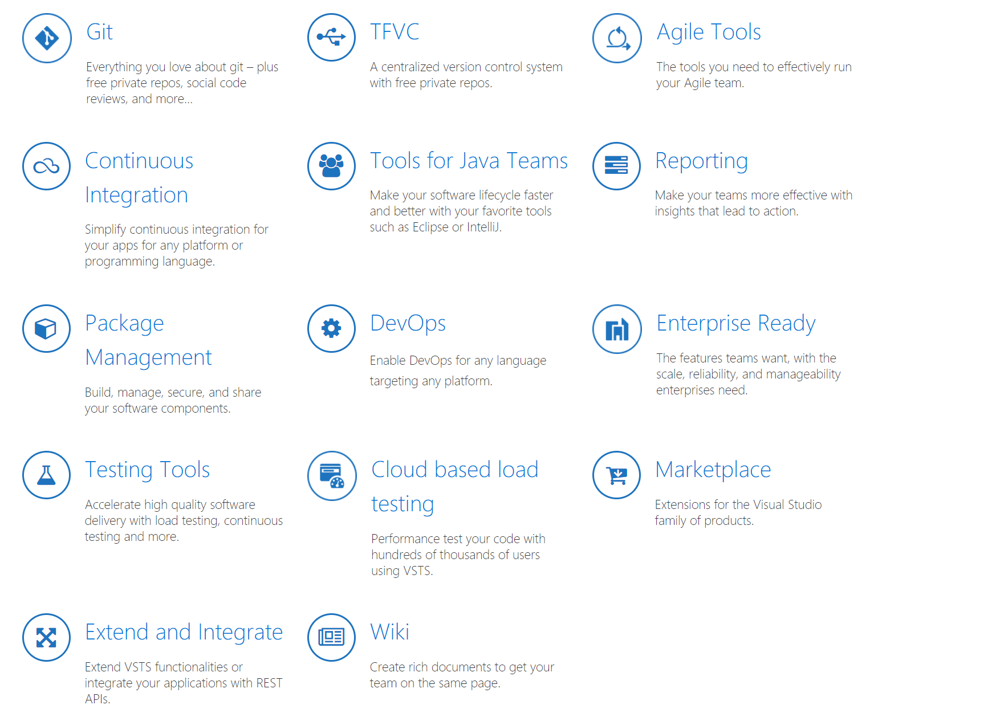 Git
Everything you love about git – plus
free private repos, social code
reviews, and more...
TFVC
A centralized version control system
with free private repos.
Agile Tools
The tools you need to effectively run
your Agile team.
Continuous
Integration
Simplify continuous integration for
your apps for any platform or
programming language.
Tools for Java Teams
Make your software lifecycle faster
and better with your favorite tools
such as Eclipse or IntelliJ.
Reporting
Make your teams more effective with
insights that lead to action.
Package
Management
Build, manage, secure, and share
your software components.
DevOps
Enable DevOps for any language
targeting any platform.
Enterprise Ready
The features teams want, with the
scale, reliability, and manageability
enterprises need.
Testing Tools
Accelerate high quality software
delivery with load testing, continuous
testing and more.
Cloud based load
testing
Performance test your code with
hundreds of thousands of users
using VSTS.
Marketplace
Extensions for the Visual Studio
family of products.
Extend and Integrate
Extend VSTS functionalities or
integrate your applications with REST
APIs.
Wiki
Create rich documents to get your
team on the same page.